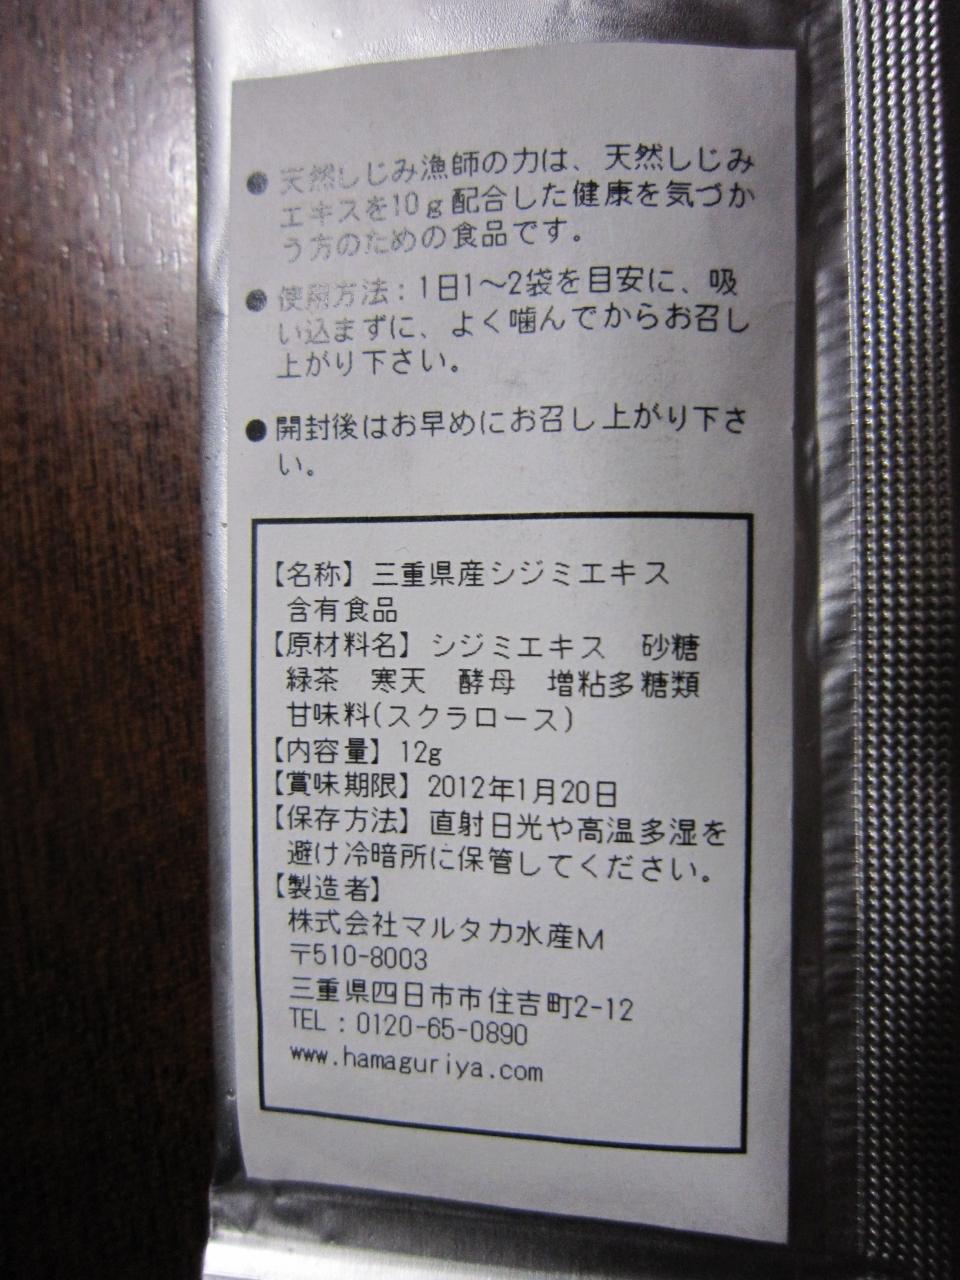 ● 天然しじみ漁師の力は、天然しじみ
エキスを10g配合した健康を気づか
う方のための食品です。
● 使用方法：1日1～2袋を目安に、吸
い込まずに、よく噛んでからお召し
上がり下さい。
● 開封後はお早めにお召し上がり下さ
い。
【名称】三重県産シジミエキス
含有食品
【原材料名】シジミエキス　砂糖
緑茶　寒天　酵母　増粘多糖類
甘味料(スクラロース)
【内容量】12g
【賞味期限】2012年1月20日
【保存方法】直射日光や高温多湿を
避け冷暗所に保管してください。
【製造者】
株式会社マルタカ水産M
〒510-8003
三重県四日市市住吉町2-12
TEL：0120-65-0890
www.hamaguriya.com